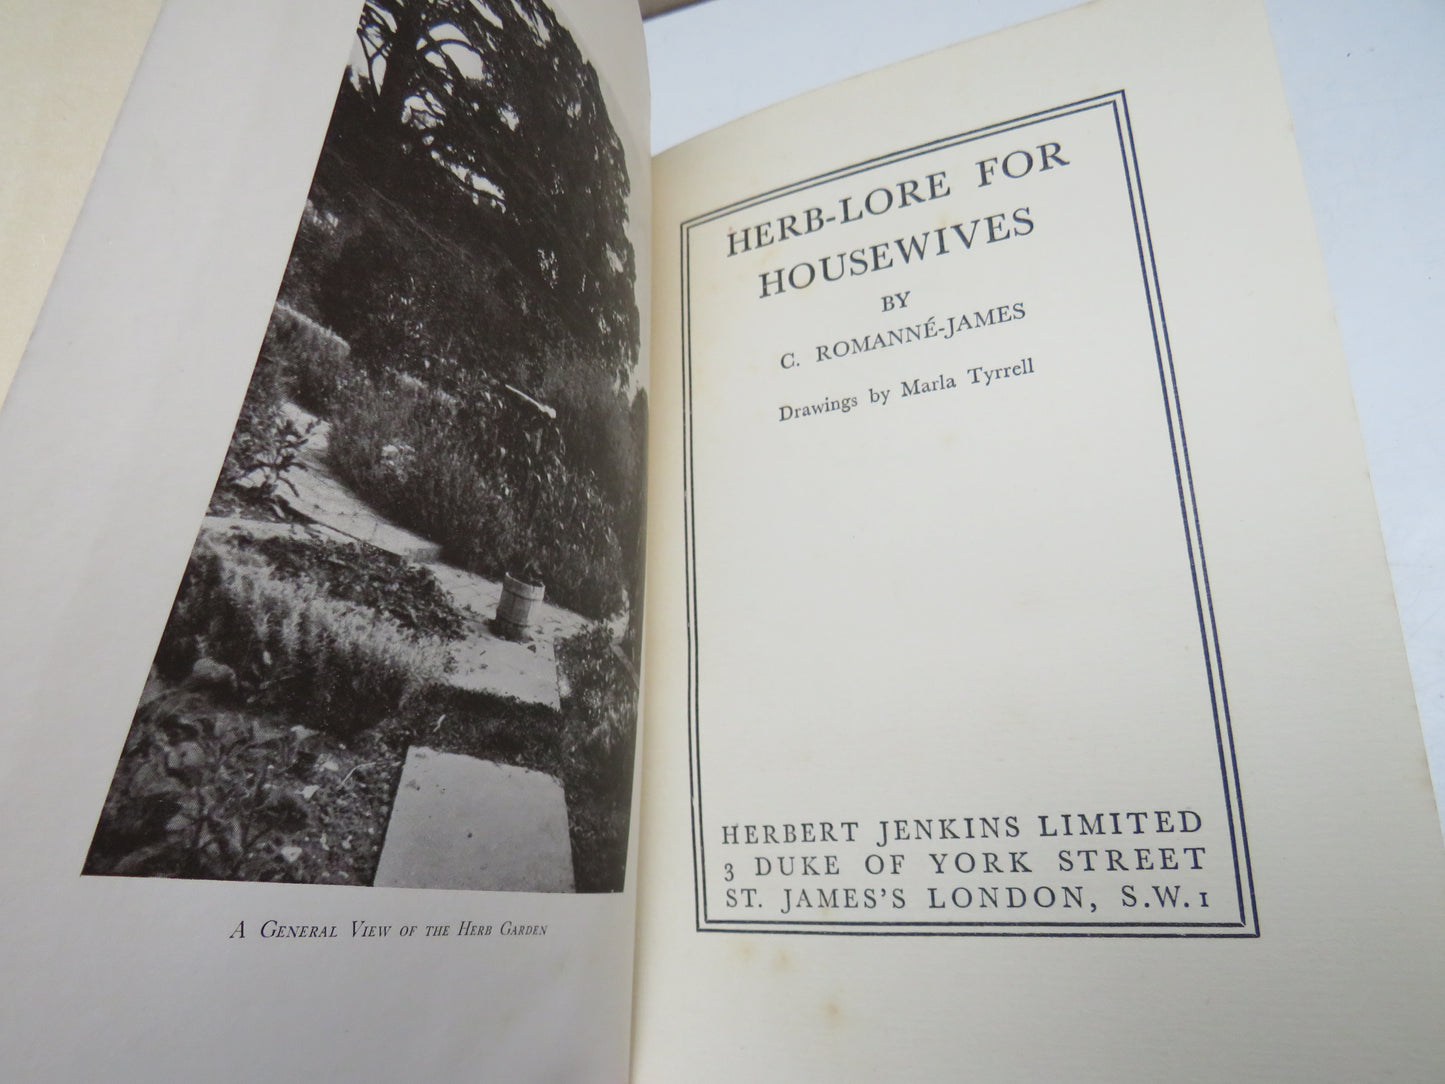 A GENERAL VIEW OF THE HERB GARDEN
HERB-LORE FOR
HOUSEWIVES
BY
C. ROMANNÉ-JAMES
Drawings by Marla Tyrrell
HERBERT JENKINS LIMITED
3 DUKE OF YORK STREET
ST. JAMES'S LONDON, S.W.1